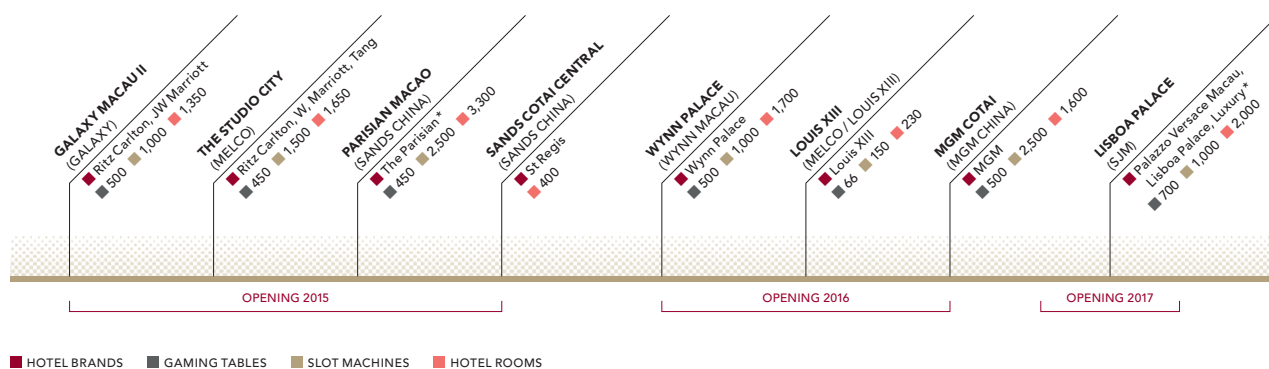 GALAXY MACAU II
(GALAXY)
Ritz Carlton, JW Marriott
500 1,000 1,350
THE STUDIO CITY
(MELCO)
Ritz Carlton, W, Marriott, Tang
450 1,500 1,650
PARISIAN MACAO
(SANDS CHINA)
The Parisian*
450 2,500 3,300
SANDS COTAI CENTRAL
(SANDS CHINA)
St Regis
400
WYNN PALACE
(WYNN MACAU)
Wynn Palace
500 1,000 1,700
LOUIS XIII
(MELCO / LOUIS XIII)
Louis XIII
66 150 230
MGM COTAI
(MGM CHINA)
MGM
500 2,500 1,600
LISBOA PALACE
(SJM)
Palazzo Versace Macau,
Lisboa Palace, Luxury*
700 1,000 2,000
OPENING 2015
OPENING 2016
OPENING 2017
HOTEL BRANDS GAMING TABLES SLOT MACHINES HOTEL ROOMS